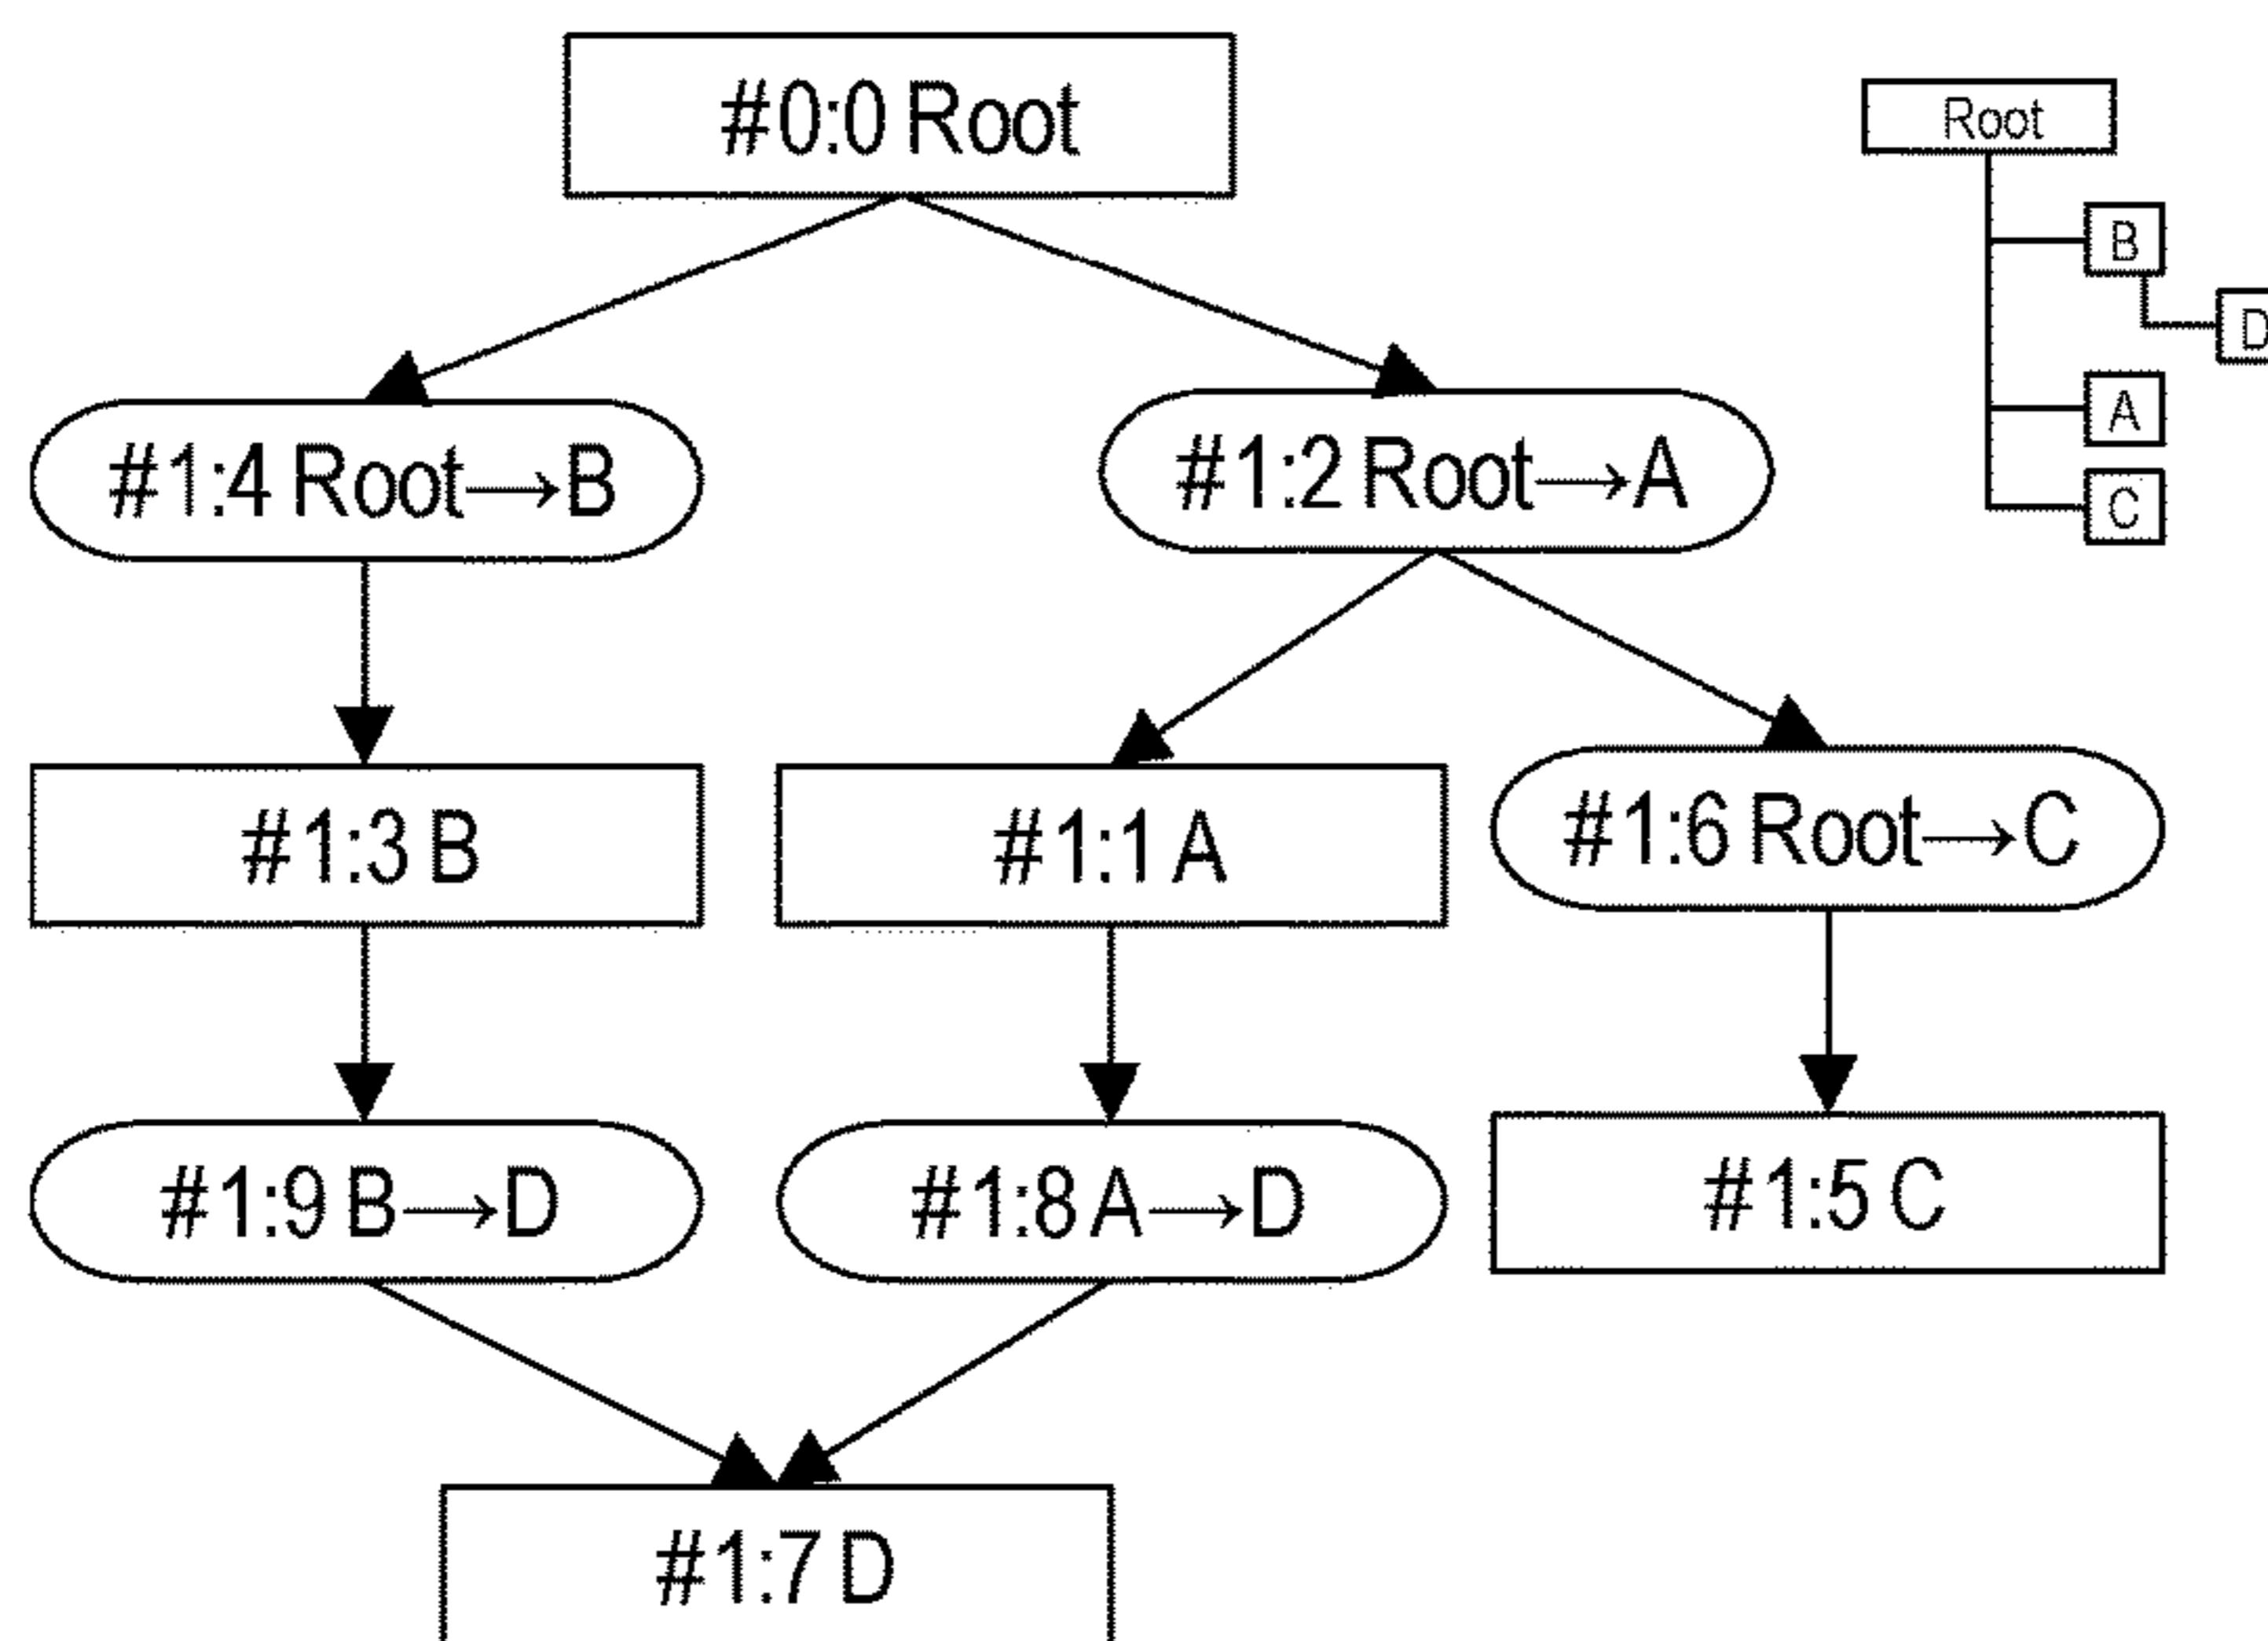 #0:0 Root
Root
B
D
A
C
#1:4 Root→B
#1:2 Root→A
#1:3 B
#1:1 A
#1:6 Root→C
#1:9 B→D
#1:8 A→D
#1:5 C
#1:7 D